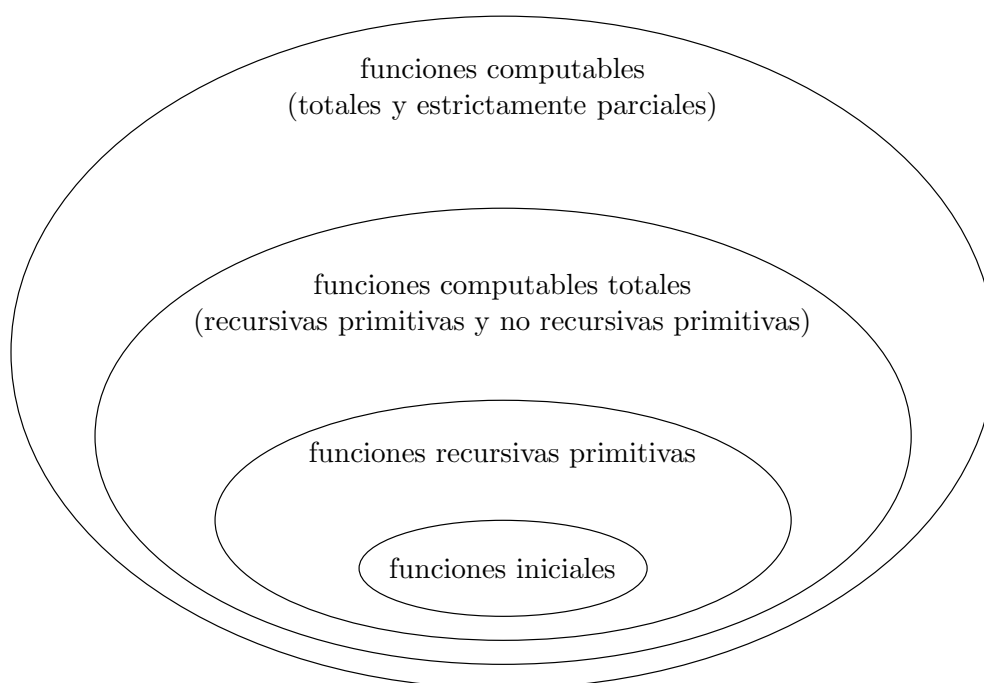 funciones computables
(totales y estrictamente parciales)
funciones computables totales
(recursivas primitivas y no recursivas primitivas)
funciones recursivas primitivas
funciones iniciales